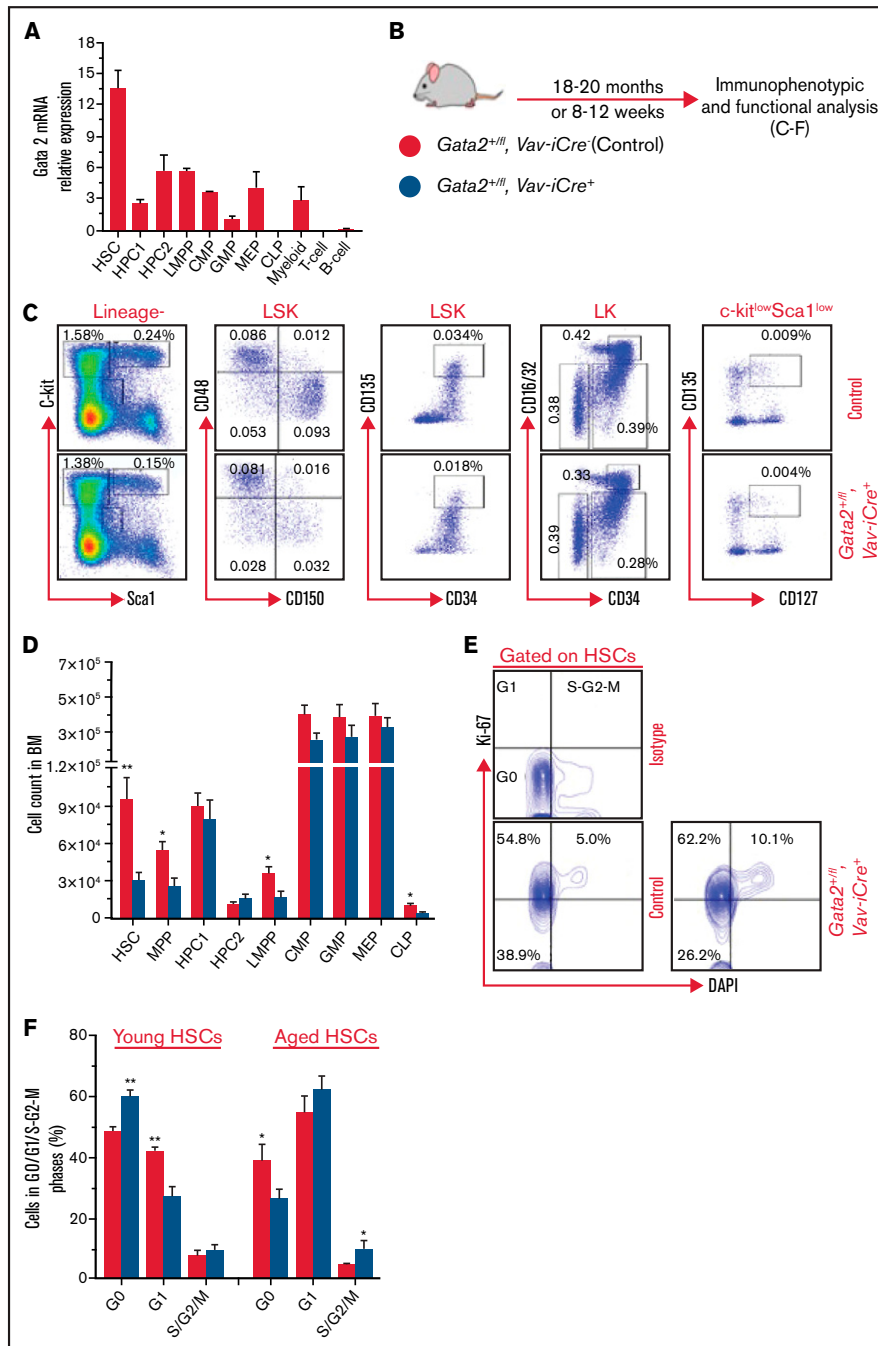 A
Gata 2 mRNA
relative expression
18
15
12
9
6
3
0
HSC
HPC1
HPC2
LMPP
CMP
GMP
MEP
CLP
Myeloid
T-cell
B-cell
B
18-20 months
or 8-12 weeks
Immunophenotypic
and functional analysis
(C-F)
Gata2+/fl, Vav-iCre- (Control)
Gata2+/fl, Vav-iCre+
C
Lineage-
LSK
LSK
LK
c-kitlowSca1low
1.58% 0.24%
C-kit
0.086 0.012
CD48
0.053 0.093
0.034%
CD135
0.42
CD16/32
0.38
0.39%
0.009%
CD135
Control
1.38% 0.15%
0.081 0.016
0.028 0.032
0.018%
0.33
0.39
0.28%
0.004%
Gata2+/fl,
Vav-iCre+
Sca1
CD150
CD34
CD34
CD127
D
Cell count in BM
7×10⁵
5×10⁵
3×10⁵
1.2×10⁵
9×10⁴
6×10⁴
3×10⁴
0
**
*
*
*
HSC
MPP
HPC1
HPC2
LMPP
CMP
GMP
MEP
CLP
E
Gated on HSCs
G1 S-G2-M
Ki-67
G0
Isotype
54.8% 5.0%
38.9%
Control
62.2% 10.1%
26.2%
Gata2+/fl,
Vav-iCre+
DAPI
F
Young HSCs
Aged HSCs
Cells in G0/G1/S-G2-M
phases (%)
80
60
40
20
0
**
**
*
*
G0
G1
S/G2/M
G0
G1
S/G2/M